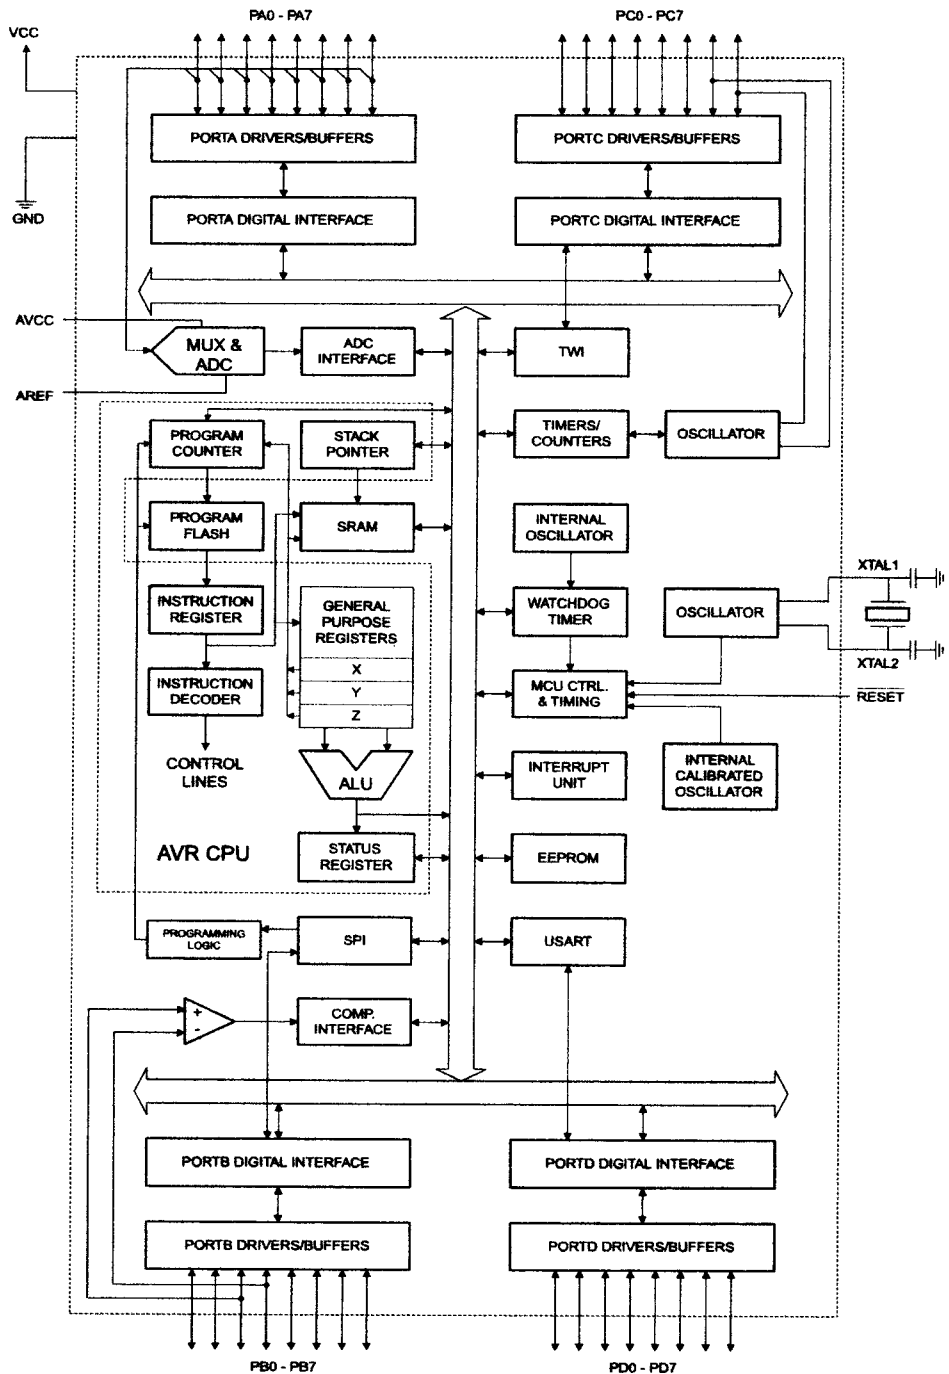 PA0 - PA7
PC0 - PC7
VCC
GND
PORTA DRIVERS/BUFFERS
PORTC DRIVERS/BUFFERS
PORTA DIGITAL INTERFACE
PORTC DIGITAL INTERFACE
AVCC
MUX &
ADC
ADC
INTERFACE
TWI
AREF
PROGRAM
COUNTER
STACK
POINTER
TIMERS/
COUNTERS
OSCILLATOR
PROGRAM
FLASH
SRAM
INTERNAL
OSCILLATOR
XTAL1
INSTRUCTION
REGISTER
GENERAL
PURPOSE
REGISTERS
WATCHDOG
TIMER
OSCILLATOR
XTAL2
X
Y
Z
INSTRUCTION
DECODER
MCU CTRL.
& TIMING
RESET
CONTROL
LINES
ALU
INTERRUPT
UNIT
INTERNAL
CALIBRATED
OSCILLATOR
AVR CPU
STATUS
REGISTER
EEPROM
PROGRAMMING
LOGIC
SPI
USART
+
-
COMP.
INTERFACE
PORTB DIGITAL INTERFACE
PORTD DIGITAL INTERFACE
PORTB DRIVERS/BUFFERS
PORTD DRIVERS/BUFFERS
PB0 - PB7
PD0 - PD7